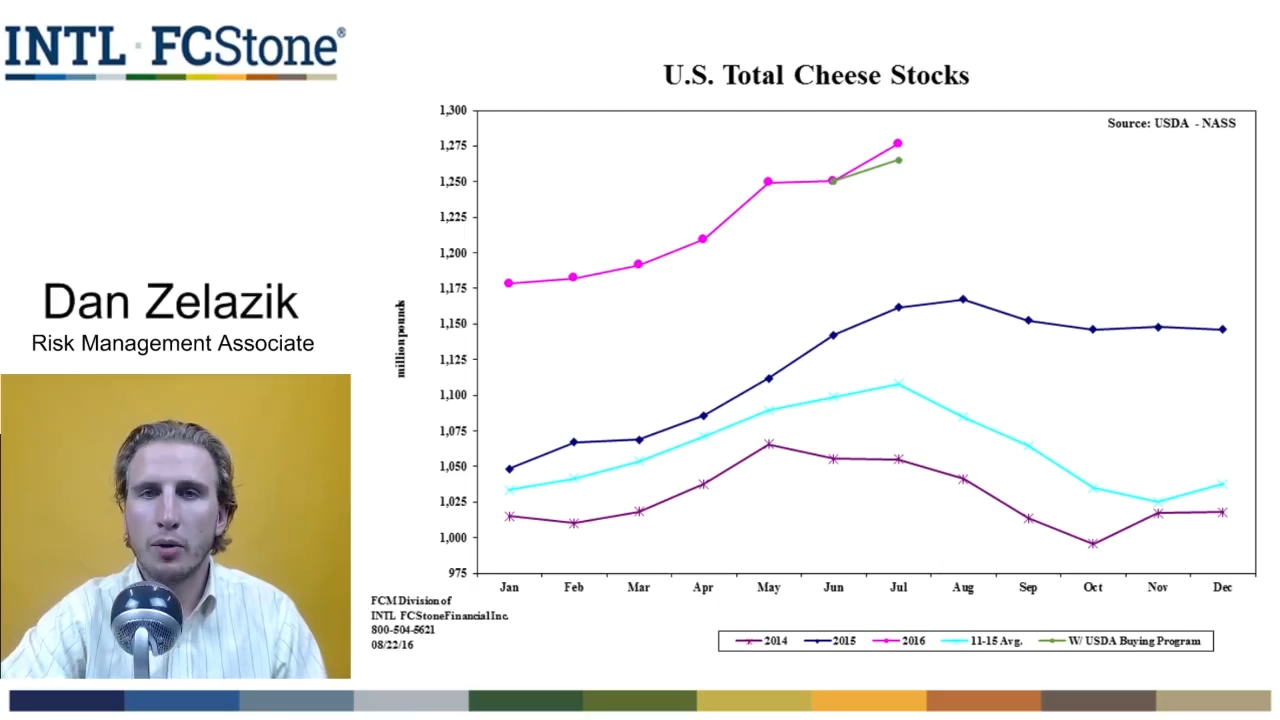 INTL FCStone®
U.S. Total Cheese Stocks
Source: USDA - NASS
1,300
1,275
1,250
1,225
1,200
1,175
1,150
1,125
1,100
1,075
1,050
1,025
1,000
975
millionpounds
Jan Feb Mar Apr May Jun Jul Aug Sep Oct Nov Dec
Dan Zelazik
Risk Management Associate
FCM Division of
INTL FCStone Financial Inc.
800-504-5621
08/22/16
2014 2015 2016 11-15 Avg. W/ USDA Buying Program